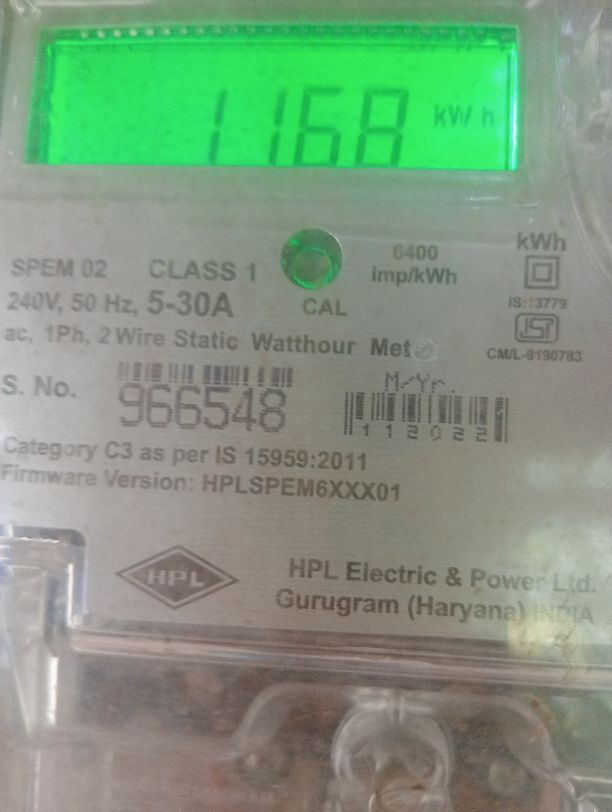 1168 kWh
SPEM 02 CLASS 1 6400 imp/kWh kWh
240V, 50 Hz, 5-30A CAL IS:13779
ac, 1Ph, 2 Wire Static Watthour CM/L-9190783
S. No. 966548 M/Yr. 112022
Category C3 as per IS 15959:2011
Firmware Version: HPLSPEM6XXX01
HPL HPL Electric & Power Ltd.
Gurugram (Haryana) INDIA